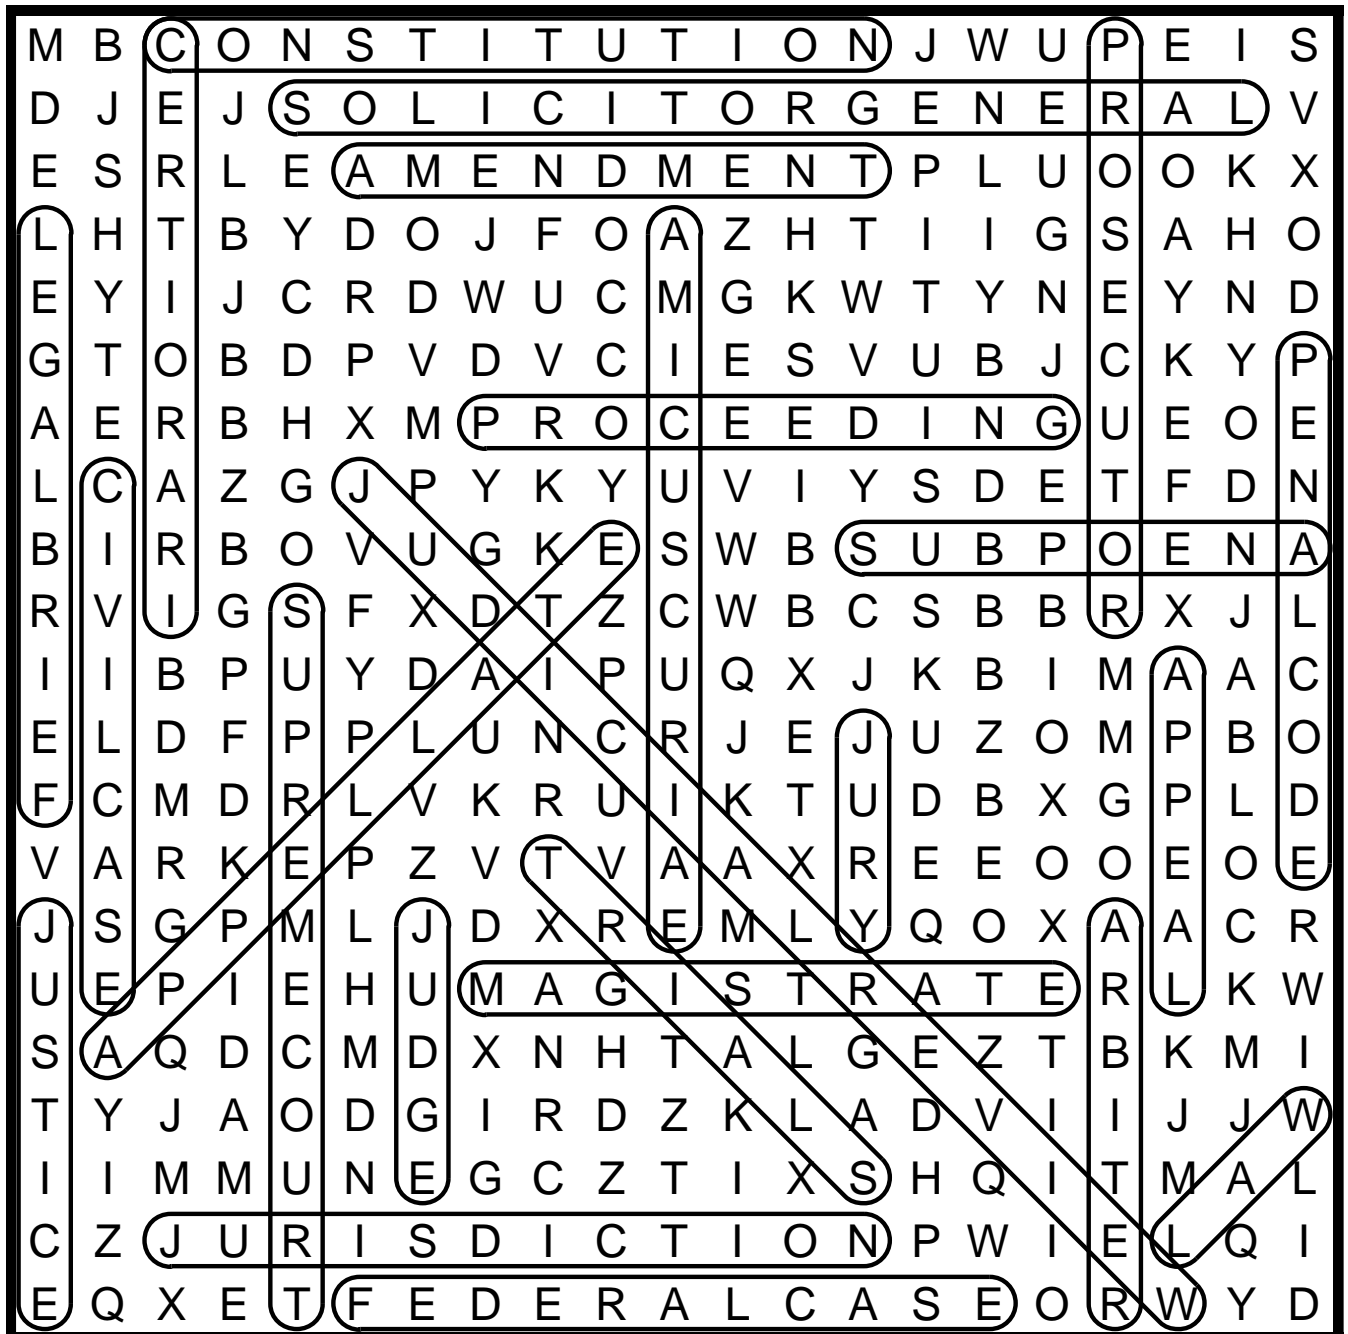 M B C O N S T I T U T I O N J W U P E I S
D J E J S O L I C I T O R G E N E R A L V
E S R L E A M E N D M E N T P L U O O K X
L H T B Y D O J F O A Z H T I I G S A H O
E Y I J C R D W U C M G K W T Y N E Y N D
G T O B D P V D V C I E S V U B J C K Y P
A E R B H X M P R O C E E D I N G U E O E
L C A Z G J P Y K Y U V I Y S D E T F D N
B I R B O V U G K E S W B S U B P O E N A
R V I G S F X D T Z C W B C S B B R X J L
I I B P U Y D A I P U Q X J K B I M A A C
E L D F P P L U N C R J E J U Z O M P B O
F C M D R L V K R U I K T U D B X G P L D
V A R K E P Z V T V A A X R E E O O E O E
J S G P M L J D X R E M L Y Q O X A A C R
U E P I E H U M A G I S T R A T E R L K W
S A Q D C M D X N H T A L G E Z T B K M I
T Y J A O D G I R D Z K L A D V I I J J W
I I M M U N E G C Z T I X S H Q I T M A L
C Z J U R I S D I C T I O N P W I E L Q I
E Q X E T F E D E R A L C A S E O R W Y D